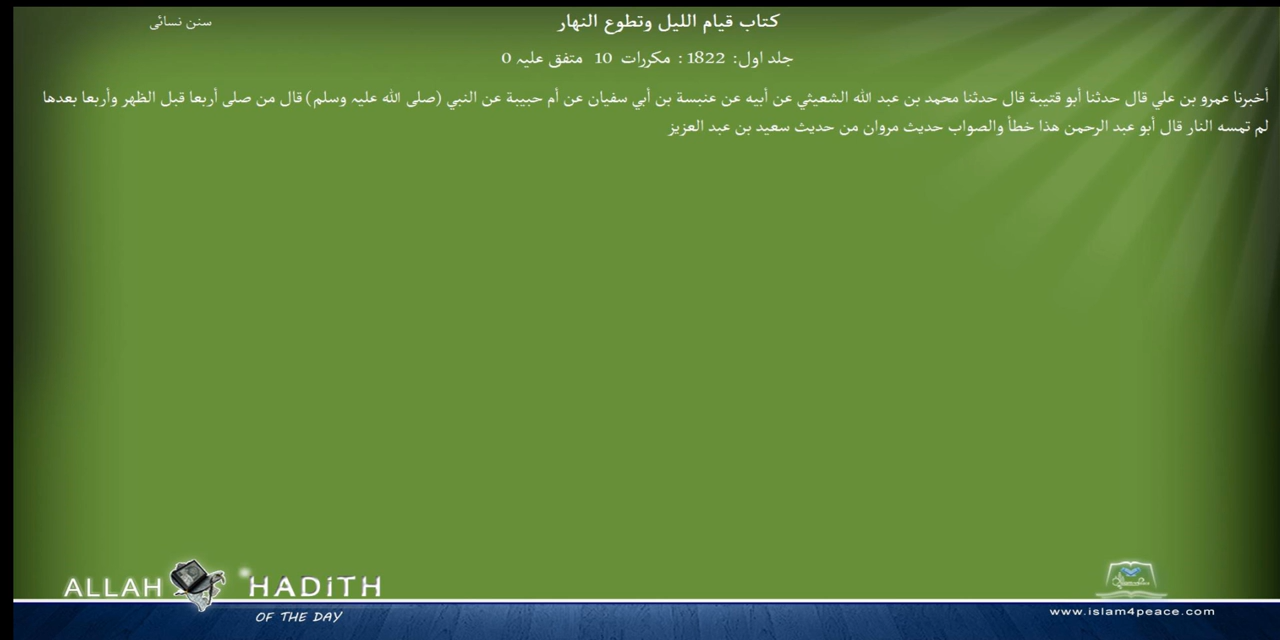 كتاب قيام الليل وتطوع النهار
سنن نسائی
جلد اول: 1822 : مکررات 10 متفق علیہ 0
أخبرنا عمرو بن علي قال حدثنا أبو قتيبة قال حدثنا محمد بن عبد الله الشعيثي عن أبيه عن عنبسة بن أبي سفيان عن أم حبيبة عن النبي (صلی الله علیہ وسلم) قال من صلى أربعا قبل الظهر وأربعا بعدها
لم تمسه النار قال أبو عبد الرحمن هذا خطأ والصواب حديث مروان من حديث سعيد بن عبد العزيز
ALLAH HADITH
OF THE DAY
www.islam4peace.com